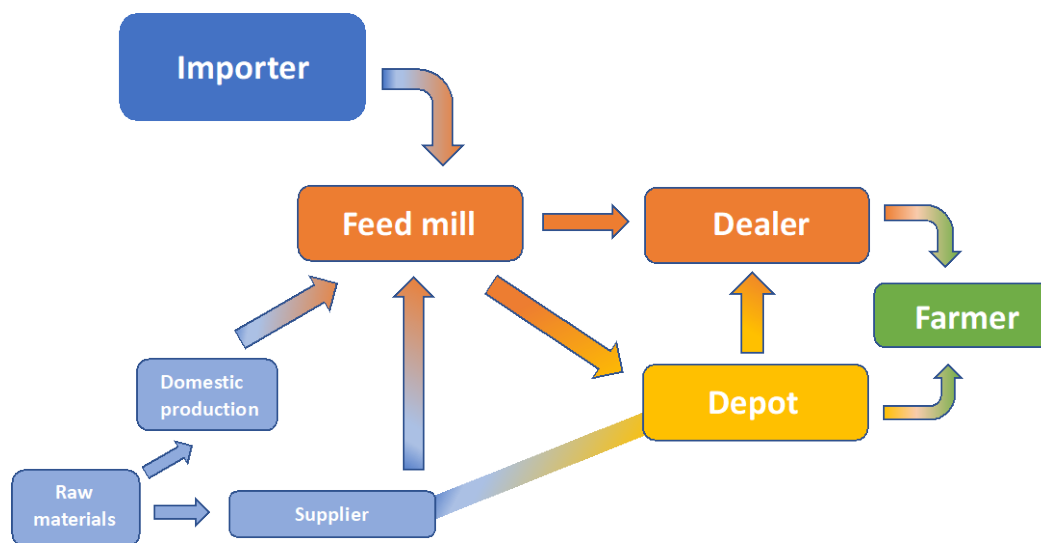 Importer
Feed mill
Dealer
Farmer
Domestic
production
Depot
Raw
materials
Supplier